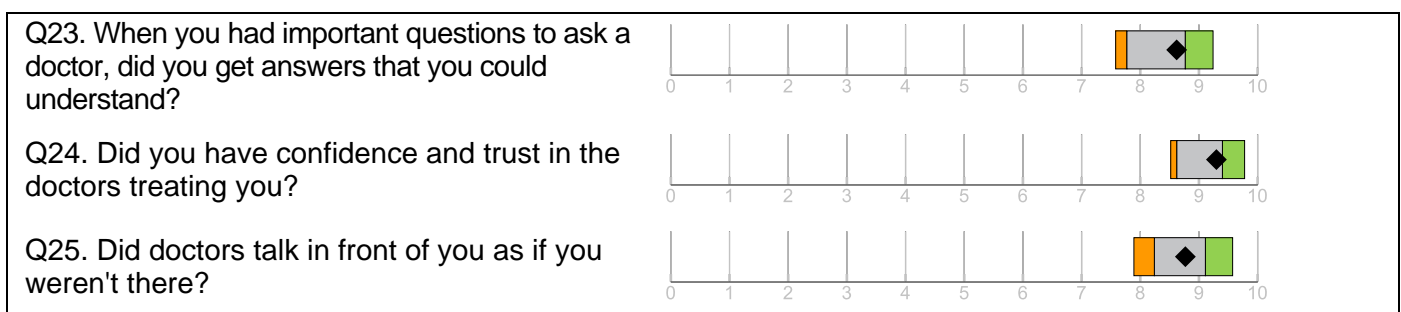 Q23. When you had important questions to ask a
doctor, did you get answers that you could
understand?
0 1 2 3 4 5 6 7 8 9 10
Q24. Did you have confidence and trust in the
doctors treating you?
0 1 2 3 4 5 6 7 8 9 10
Q25. Did doctors talk in front of you as if you
weren't there?
0 1 2 3 4 5 6 7 8 9 10